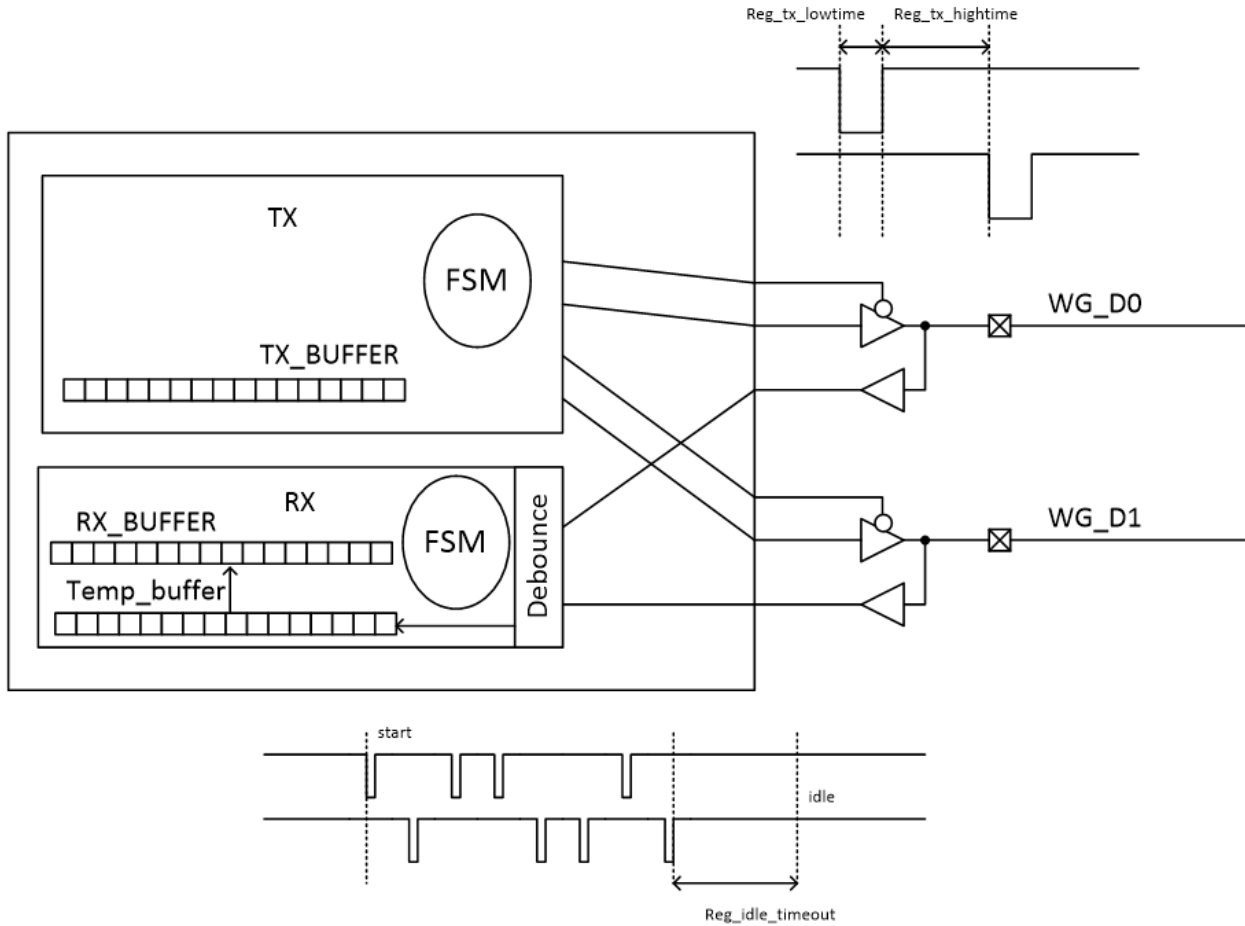 Reg_tx_lowtime
Reg_tx_hightime
TX
FSM
TX_BUFFER
WG_D0
RX
RX_BUFFER
FSM
Temp_buffer
Debounce
WG_D1
start
idle
Reg_idle_timeout